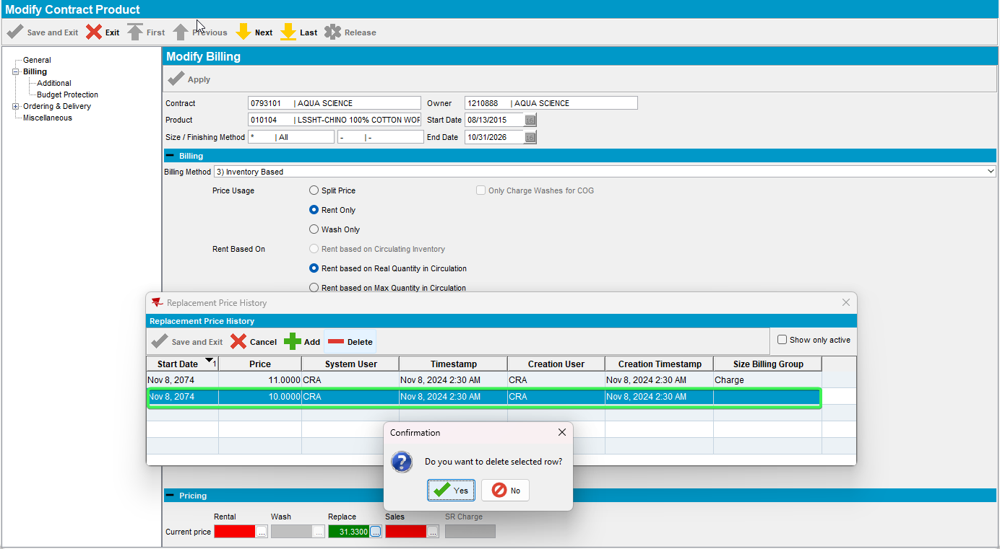 Modify Contract Product
Save and Exit Exit First Previous Next Last Release
General
Billing
Additional
Budget Protection
Ordering & Delivery
Miscellaneous
Modify Billing
Apply
Contract 0793101 | AQUA SCIENCE Owner 1210888 | AQUA SCIENCE
Product 010104 | LSSHT-CHINO 100% COTTON WOR Start Date 08/13/2015 16
Size / Finishing Method * | All - | - End Date 10/31/2026 16
Billing
Billing Method 3) Inventory Based
Price Usage Split Price Only Charge Washes for COG
Rent Only
Wash Only
Rent Based On Rent based on Circulating Inventory
Rent based on Real Quantity in Circulation
Rent based on Max Quantity in Circulation
Replacement Price History
Replacement Price History
Save and Exit Cancel Add Delete Show only active
Start Date 1 Price System User Timestamp Creation User Creation Timestamp Size Billing Group
Nov 8, 2074 11.0000 CRA Nov 8, 2024 2:30 AM CRA Nov 8, 2024 2:30 AM Charge
Nov 8, 2074 10.0000 CRA Nov 8, 2024 2:30 AM CRA Nov 8, 2024 2:30 AM
Confirmation
? Do you want to delete selected row?
Yes No
Pricing
Rental Wash Replace Sales SR Charge
Current price ... ... 31.3300 ... ...